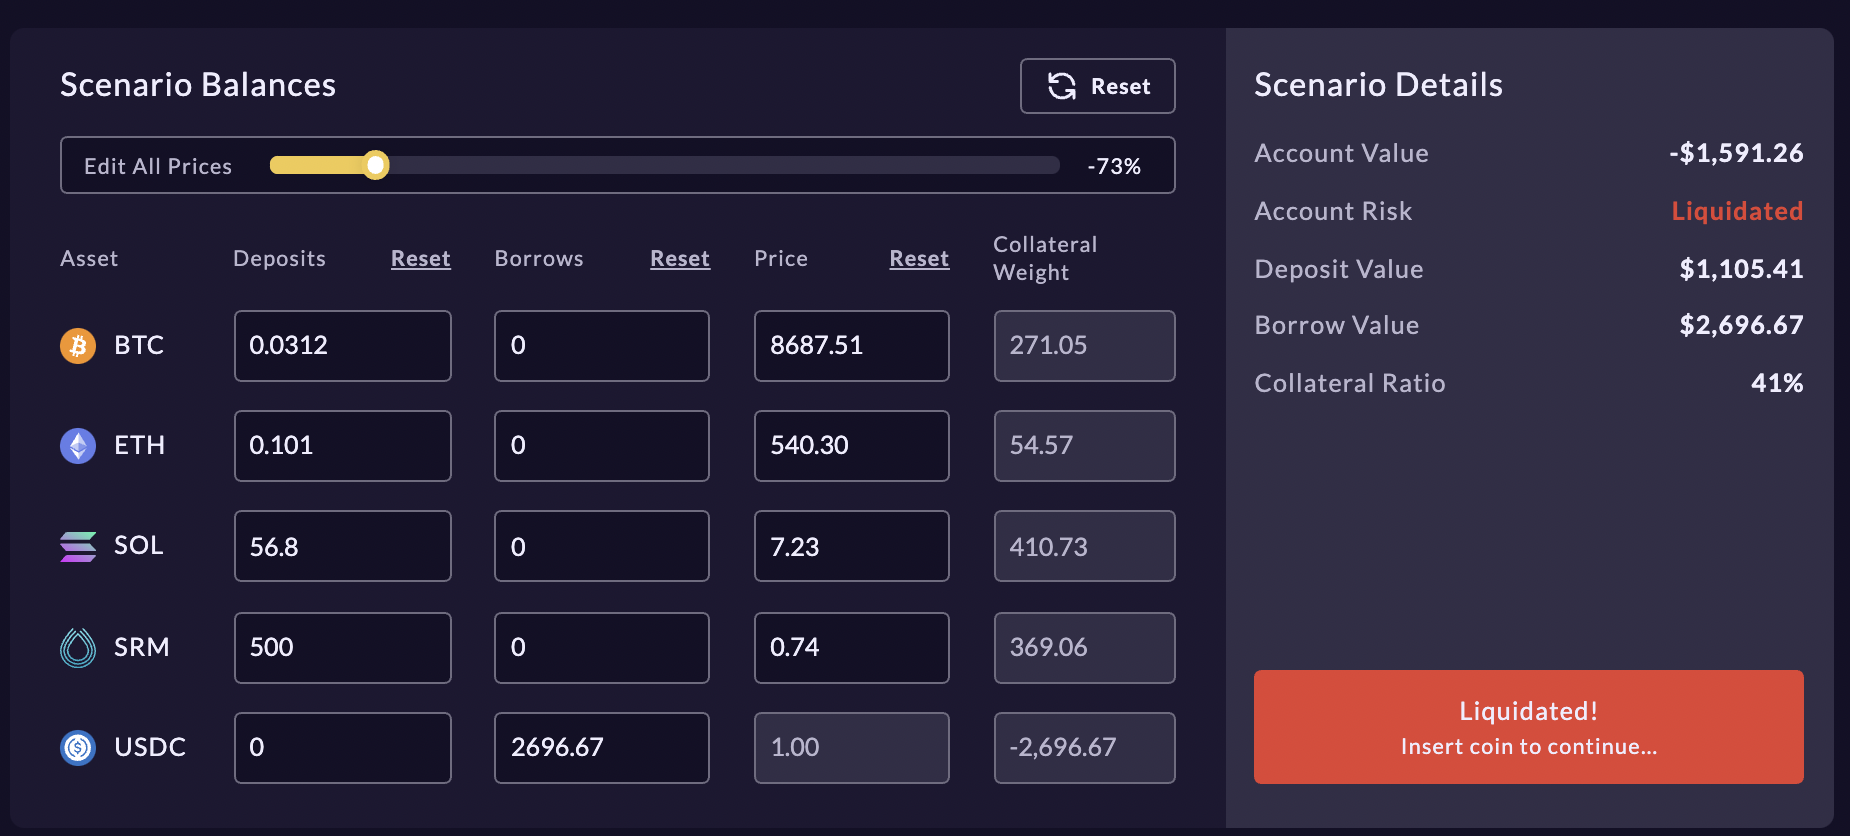 Scenario Balances
Reset
Edit All Prices -73%
Asset Deposits Reset Borrows Reset Price Reset Collateral Weight
BTC 0.0312 0 8687.51 271.05
ETH 0.101 0 540.30 54.57
SOL 56.8 0 7.23 410.73
SRM 500 0 0.74 369.06
USDC 0 2696.67 1.00 -2,696.67
Scenario Details
Account Value -$1,591.26
Account Risk Liquidated
Deposit Value $1,105.41
Borrow Value $2,696.67
Collateral Ratio 41%
Liquidated!
Insert coin to continue...